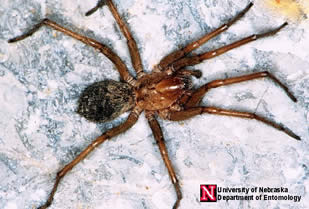 N University of Nebraska
Department of Entomology